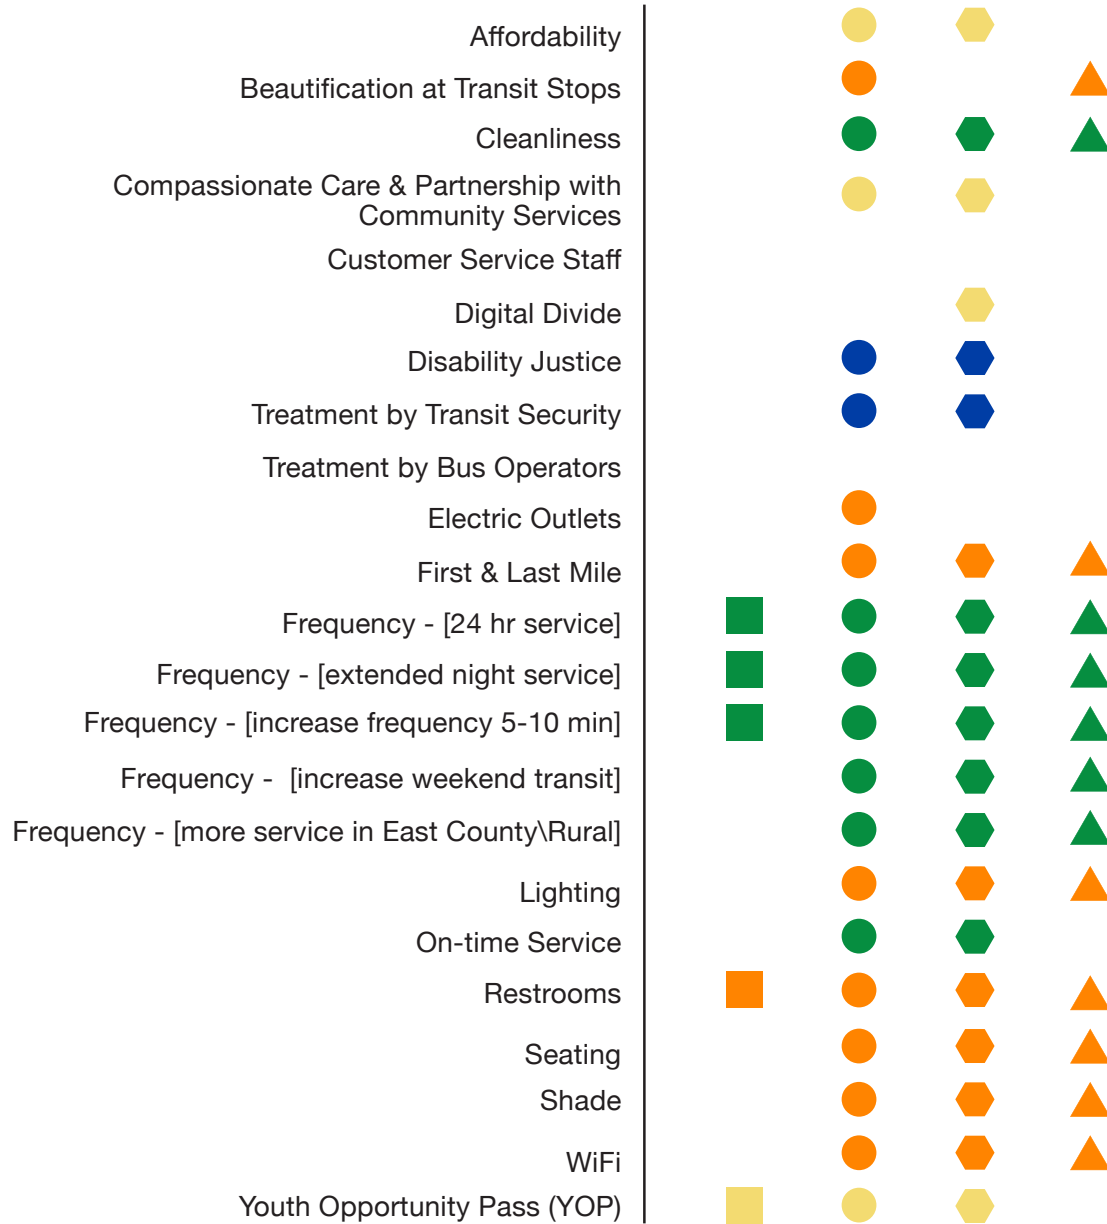 Affordability
Beautification at Transit Stops
Cleanliness
Compassionate Care & Partnership with
Community Services
Customer Service Staff
Digital Divide
Disability Justice
Treatment by Transit Security
Treatment by Bus Operators
Electric Outlets
First & Last Mile
Frequency - [24 hr service]
Frequency - [extended night service]
Frequency - [increase frequency 5-10 min]
Frequency -  [increase weekend transit]
Frequency - [more service in East County\Rural]
Lighting
On-time Service
Restrooms
Seating
Shade
WiFi
Youth Opportunity Pass (YOP)